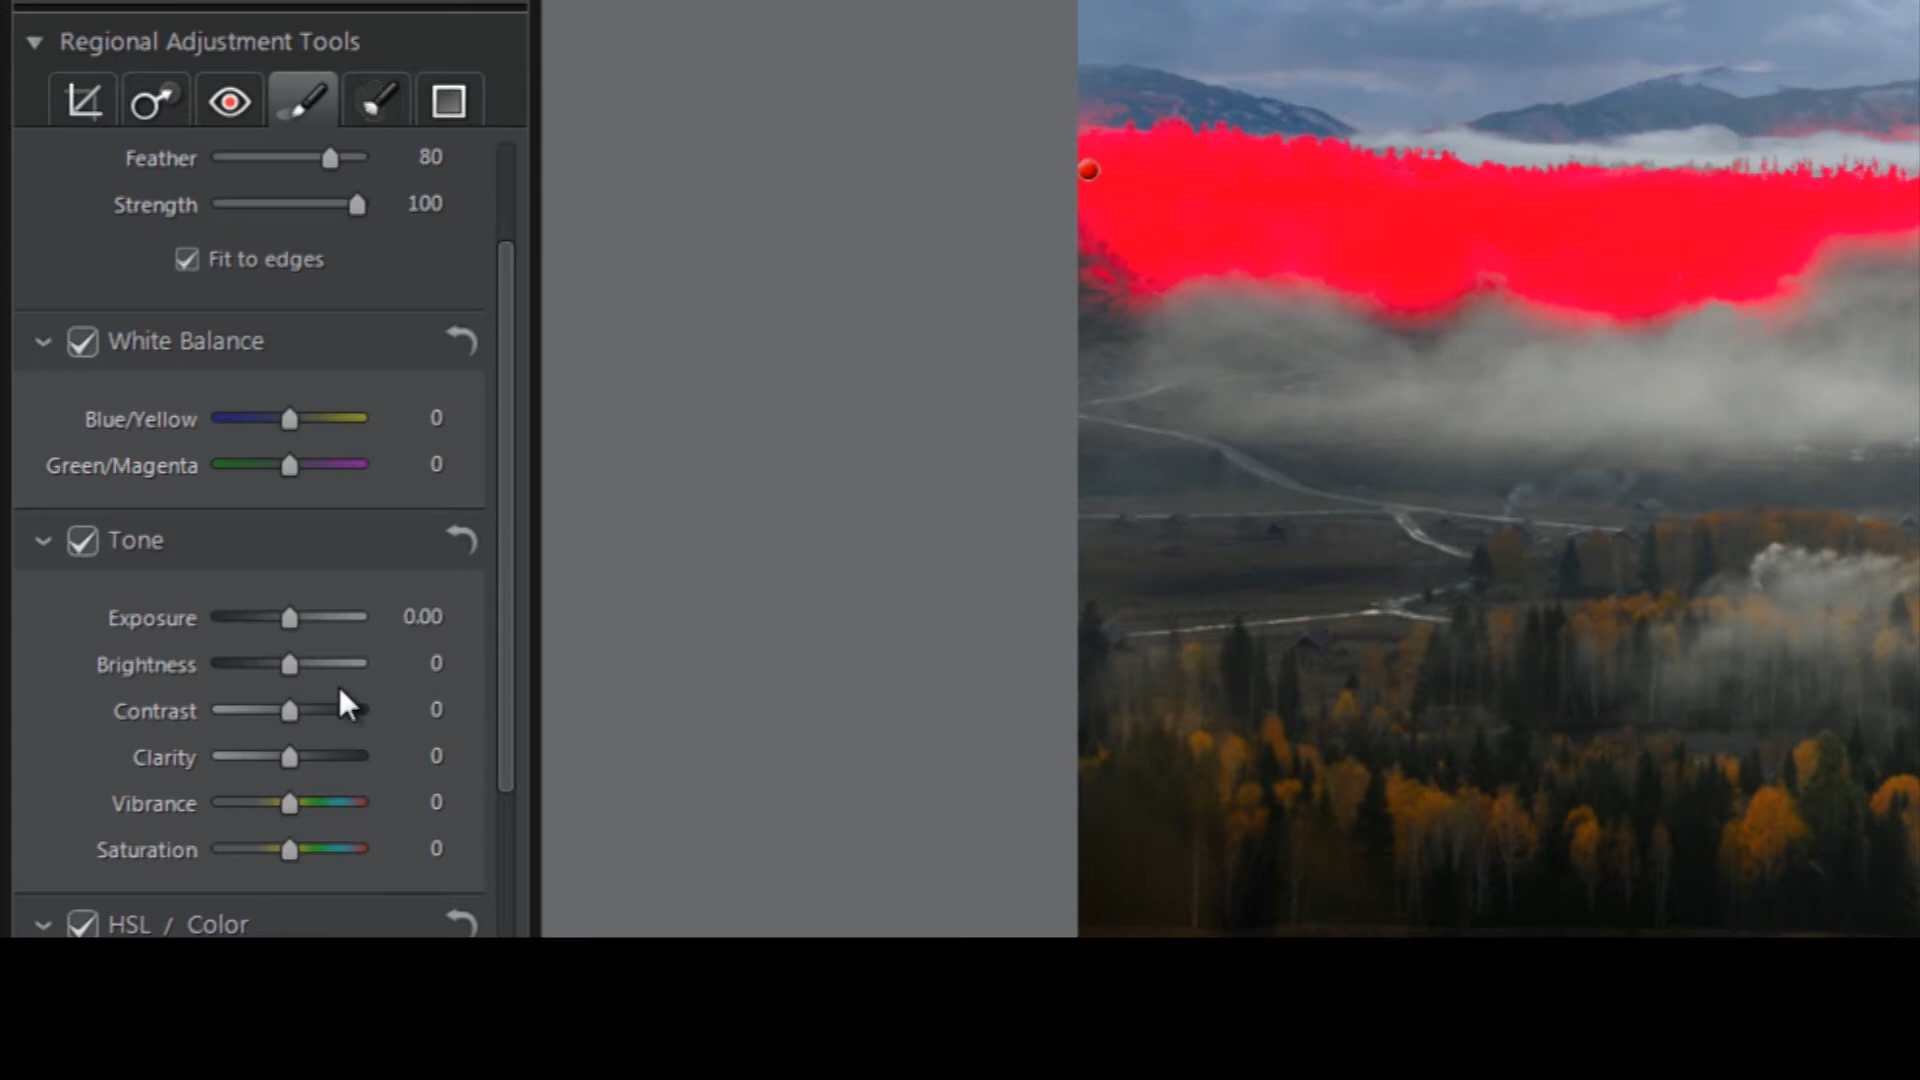 Regional Adjustment Tools
Feather 80
Strength 100
Fit to edges
White Balance
Blue/Yellow 0
Green/Magenta 0
Tone
Exposure 0.00
Brightness 0
Contrast 0
Clarity 0
Vibrance 0
Saturation 0
HSL / Color